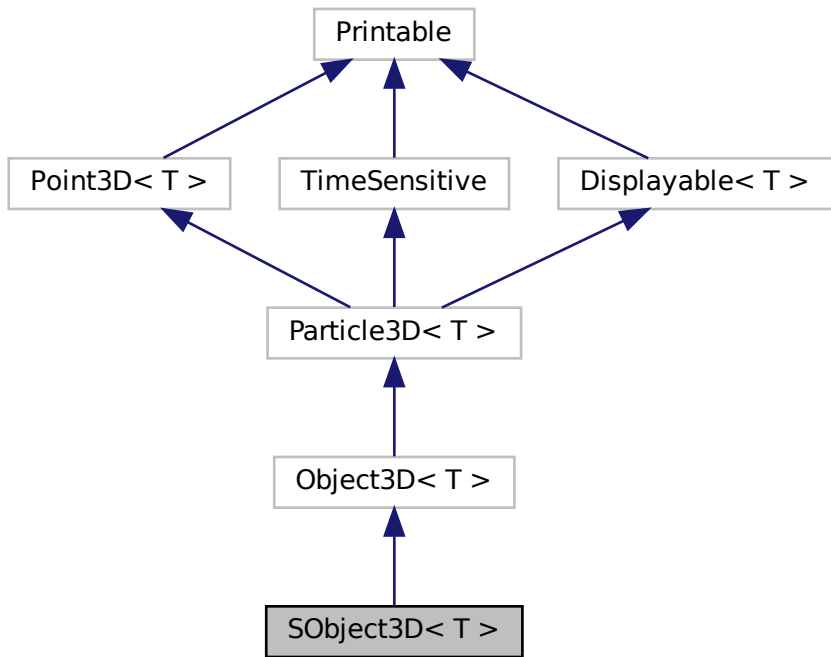 Printable
Point3D< T >
TimeSensitive
Displayable< T >
Particle3D< T >
Object3D< T >
SObject3D< T >